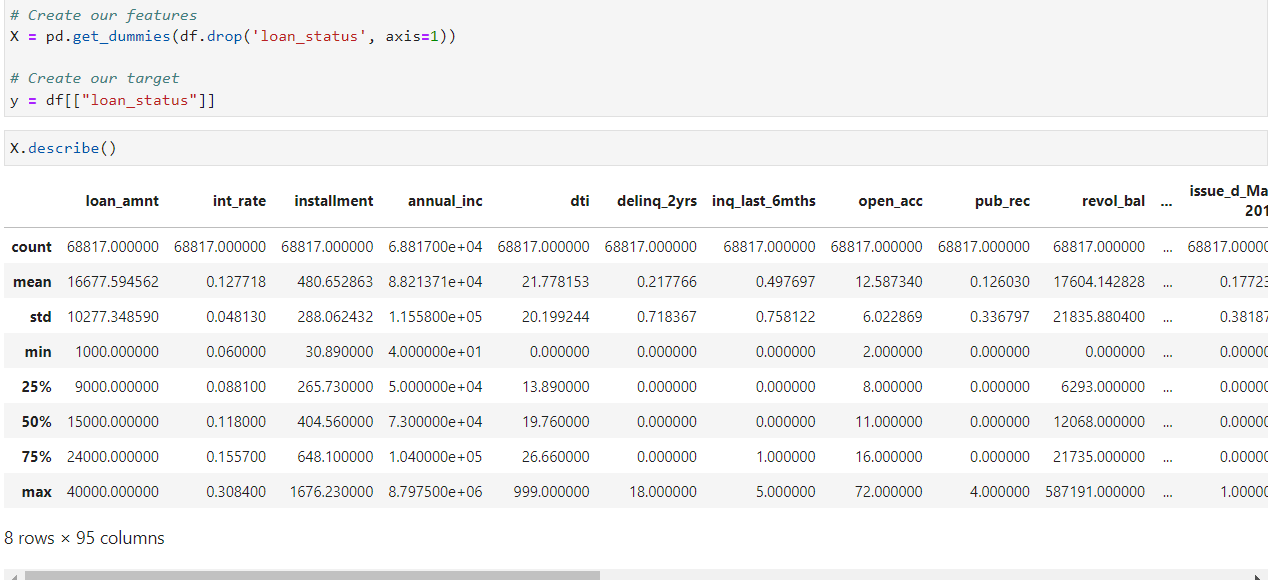 # Create our features
X = pd.get_dummies(df.drop('loan_status', axis=1))
# Create our target
y = df[["loan_status"]]
X.describe()
loan_amnt int_rate installment annual_inc dti delinq_2yrs inq_last_6mths open_acc pub_rec revol_bal ... issue_d_Ma
201
count 68817.000000 68817.000000 68817.000000 6.881700e+04 68817.000000 68817.000000 68817.000000 68817.000000 68817.000000 68817.000000 ... 68817.00000
mean 16677.594562 0.127718 480.652863 8.821371e+04 21.778153 0.217766 0.497697 12.587340 0.126030 17604.142828 ... 0.17723
std 10277.348590 0.048130 288.062432 1.155800e+05 20.199244 0.718367 0.758122 6.022869 0.336797 21835.880400 ... 0.38187
min 1000.000000 0.060000 30.890000 4.000000e+01 0.000000 0.000000 0.000000 2.000000 0.000000 0.000000 ... 0.00000
25% 9000.000000 0.088100 265.730000 5.000000e+04 13.890000 0.000000 0.000000 8.000000 0.000000 6293.000000 ... 0.00000
50% 15000.000000 0.118000 404.560000 7.300000e+04 19.760000 0.000000 0.000000 11.000000 0.000000 12068.000000 ... 0.00000
75% 24000.000000 0.155700 648.100000 1.040000e+05 26.660000 0.000000 1.000000 16.000000 0.000000 21735.000000 ... 0.00000
max 40000.000000 0.308400 1676.230000 8.797500e+06 999.000000 18.000000 5.000000 72.000000 4.000000 587191.000000 ... 1.00000
8 rows × 95 columns